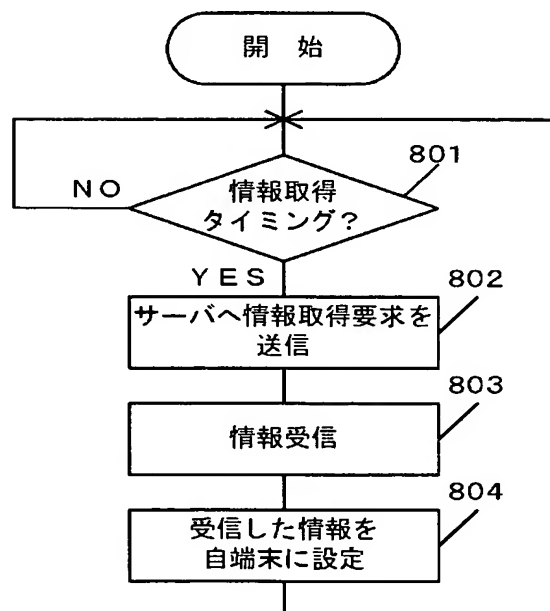 開 始
801
情報取得
タイミング?
NO
YES
802
サーバへ情報取得要求を
送信
803
情報受信
804
受信した情報を
自端末に設定